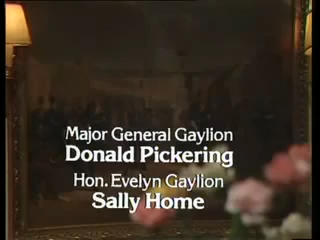 Major General Gaylion
Donald Pickering
Hon. Evelyn Gaylion
Sally Home